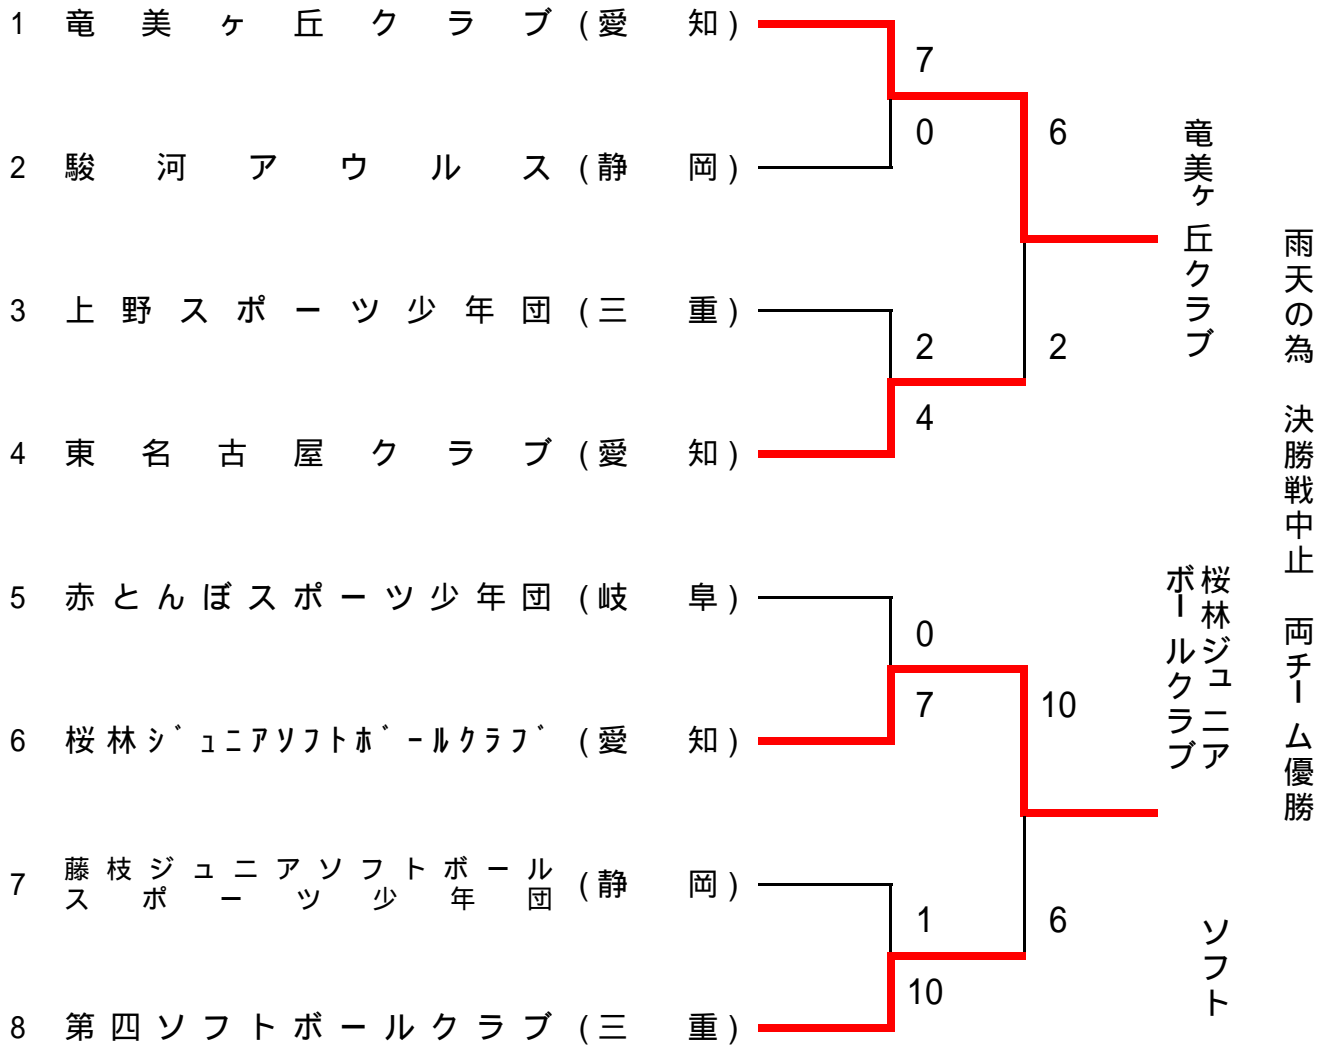 1 竜美ヶ丘クラブ(愛知)
7
0
6
2 駿河アウルス(静岡)
3 上野スポーツ少年団(三重)
2
4
2
4 東名古屋クラブ(愛知)
5 赤とんぼスポーツ少年団(岐阜)
0
7
10
6 桜林ジュニアソフトボールクラブ(愛知)
7 藤枝ジュニアソフトボール
スポーツ少年団(静岡)
1
10
6
8 第四ソフトボールクラブ(三重)
竜美ヶ丘クラブ
桜林ジュニア ソフト
ボールクラブ
雨天の為 決勝戦中止 両チーム優勝